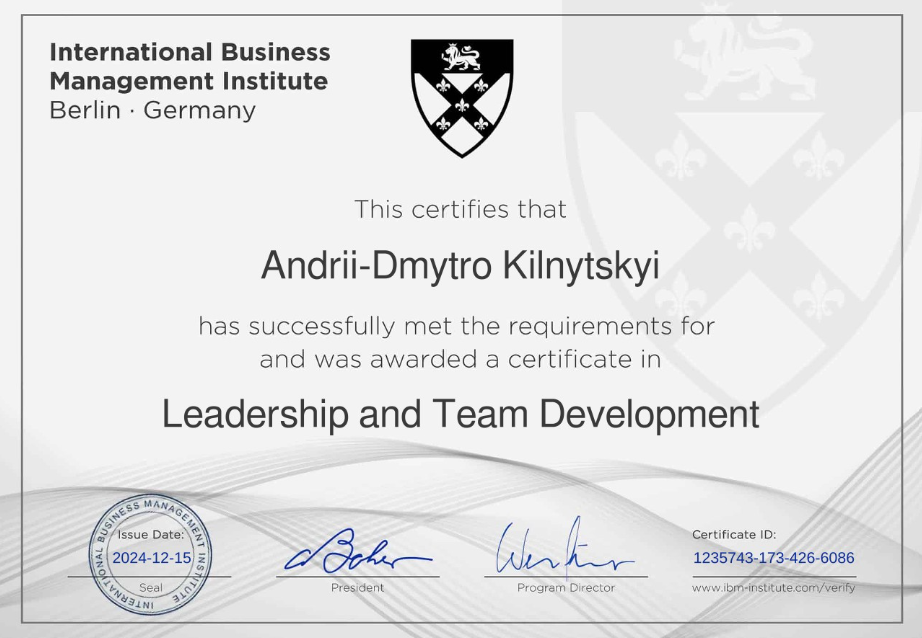 International Business
Management Institute
Berlin · Germany
This certifies that
Andrii-Dmytro Kilnytskyi
has successfully met the requirements for
and was awarded a certificate in
Leadership and Team Development
INTERNATIONAL BUSINESS MANAGEMENT INSTITUTE
Issue Date:
2024-12-15
Seal
President
Program Director
Certificate ID:
1235743-173-426-6086
www.ibm-institute.com/verify